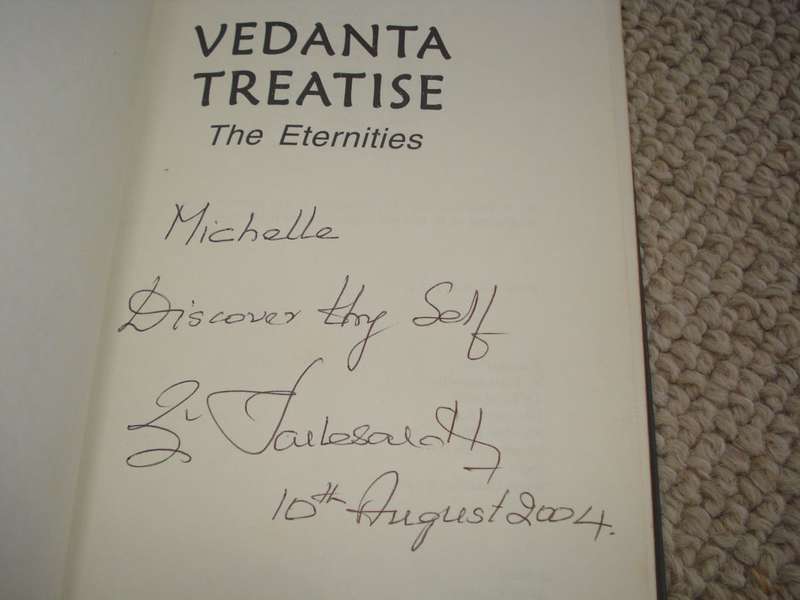 VEDANTA
TREATISE
The Eternities
Michelle
Discover thy Self
10th August 2004.